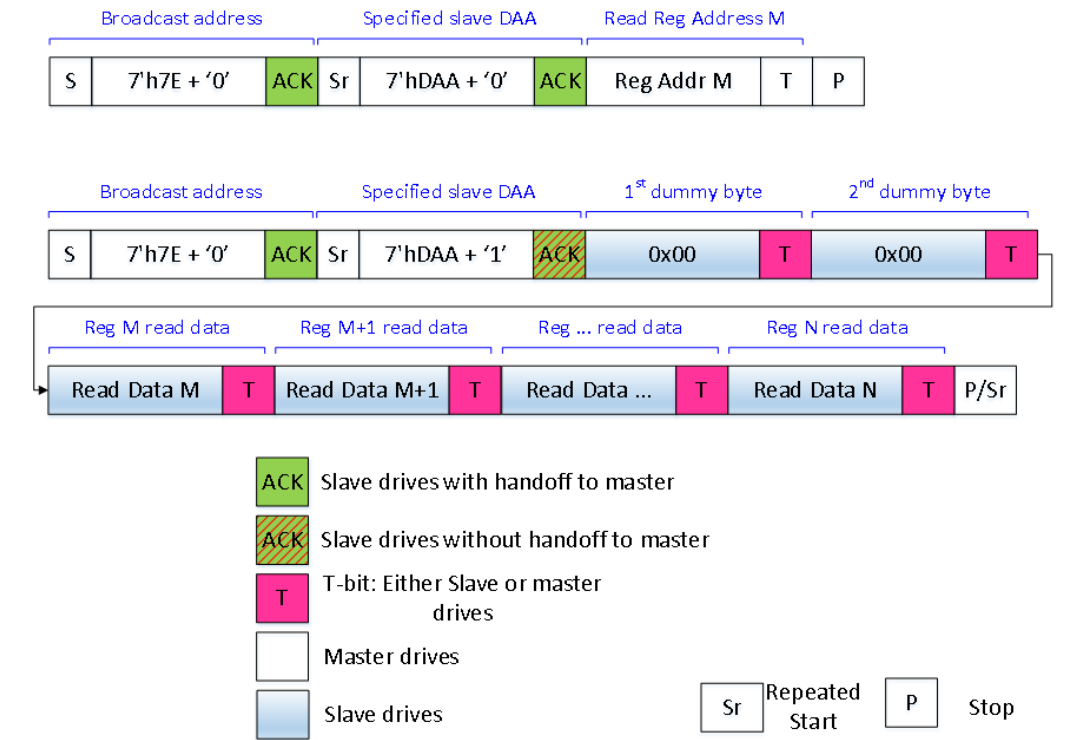 Broadcast address Specified slave DAA Read Reg Address M
S 7'h7E + ‘0’ ACK Sr 7'hDAA + ‘0’ ACK Reg Addr M T P
Broadcast address Specified slave DAA 1st dummy byte 2nd dummy byte
S 7'h7E + ‘0’ ACK Sr 7'hDAA + ‘1’ ACK 0x00 T 0x00 T
Reg M read data Reg M+1 read data Reg ... read data Reg N read data
Read Data M T Read Data M+1 T Read Data ... T Read Data N T P/Sr
ACK Slave drives with handoff to master
ACK Slave drives without handoff to master
T T-bit: Either Slave or master
drives
Master drives
Slave drives
Sr Repeated
Start
P Stop